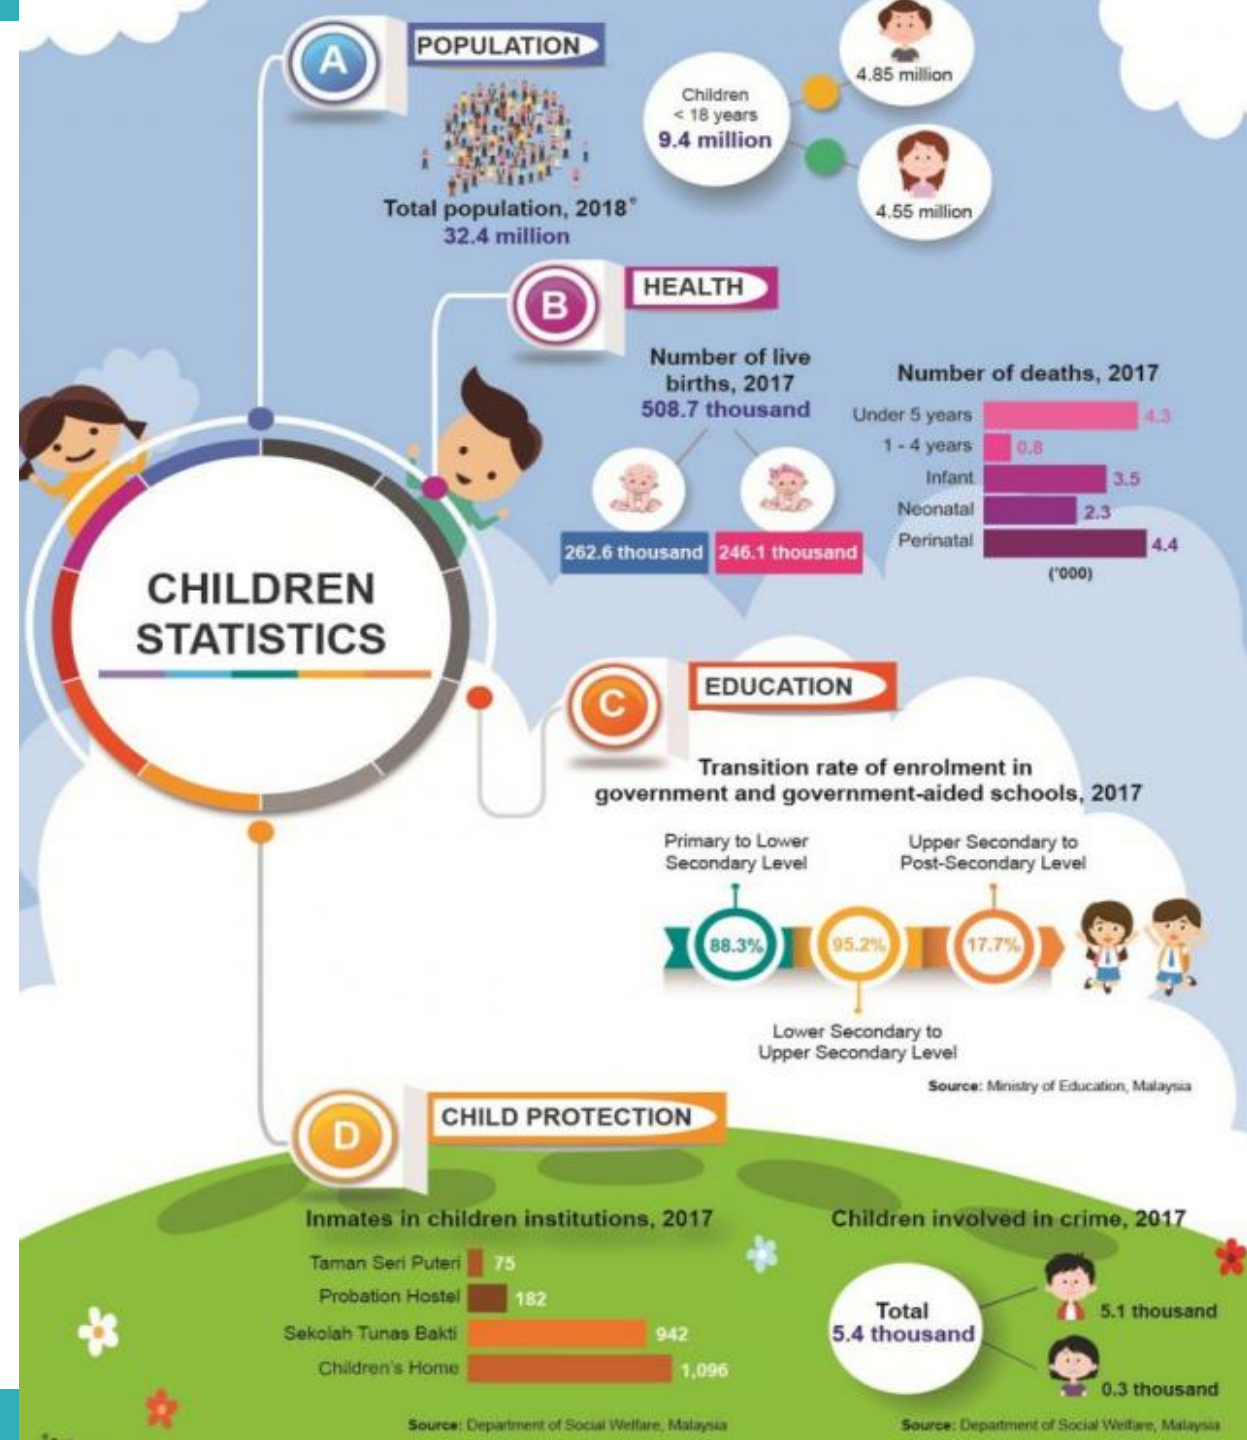 A
POPULATION
Total population, 2018*
32.4 million
Children
< 18 years
9.4 million
4.85 million
4.55 million
B
HEALTH
Number of live
births, 2017
508.7 thousand
262.6 thousand
246.1 thousand
Number of deaths, 2017
Under 5 years 4.3
1 - 4 years 0.8
Infant 3.5
Neonatal 2.3
Perinatal 4.4
('000)
CHILDREN
STATISTICS
C
EDUCATION
Transition rate of enrolment in
government and government-aided schools, 2017
Primary to Lower
Secondary Level
Upper Secondary to
Post-Secondary Level
88.3% 95.2% 17.7%
Lower Secondary to
Upper Secondary Level
Source: Ministry of Education, Malaysia
D
CHILD PROTECTION
Inmates in children institutions, 2017
Taman Seri Puteri 75
Probation Hostel 182
Sekolah Tunas Bakti 942
Children's Home 1,096
Source: Department of Social Welfare, Malaysia
Children involved in crime, 2017
Total
5.4 thousand
5.1 thousand
0.3 thousand
Source: Department of Social Welfare, Malaysia